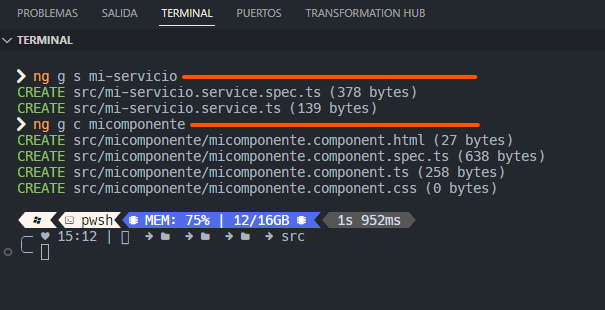 PROBLEMAS SALIDA TERMINAL PUERTOS TRANSFORMATION HUB
TERMINAL
ng g s mi-servicio
CREATE src/mi-servicio.service.spec.ts (378 bytes)
CREATE src/mi-servicio.service.ts (139 bytes)
ng g c micomponente
CREATE src/micomponente/micomponente.component.html (27 bytes)
CREATE src/micomponente/micomponente.component.spec.ts (638 bytes)
CREATE src/micomponente/micomponente.component.ts (258 bytes)
CREATE src/micomponente/micomponente.component.css (0 bytes)
pwsh MEM: 75% | 12/16GB 1s 952ms
♥ 15:12 | ➜ ➜ ➜ ➜ src